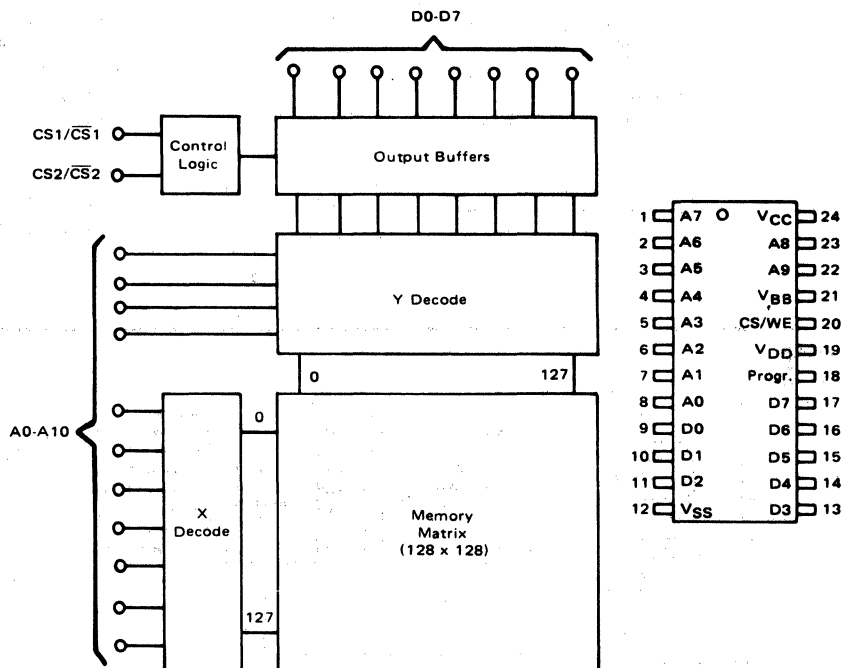 D0-D7
CS1/C̅S̅1
CS2/C̅S̅2
Control
Logic
Output Buffers
Y Decode
0
127
A0-A10
X
Decode
0
127
Memory
Matrix
(128 x 128)
1 A7 VCC 24
2 A6 A8 23
3 A5 A9 22
4 A4 VBB 21
5 A3 CS/WE 20
6 A2 VDD 19
7 A1 Progr. 18
8 A0 D7 17
9 D0 D6 16
10 D1 D5 15
11 D2 D4 14
12 VSS D3 13